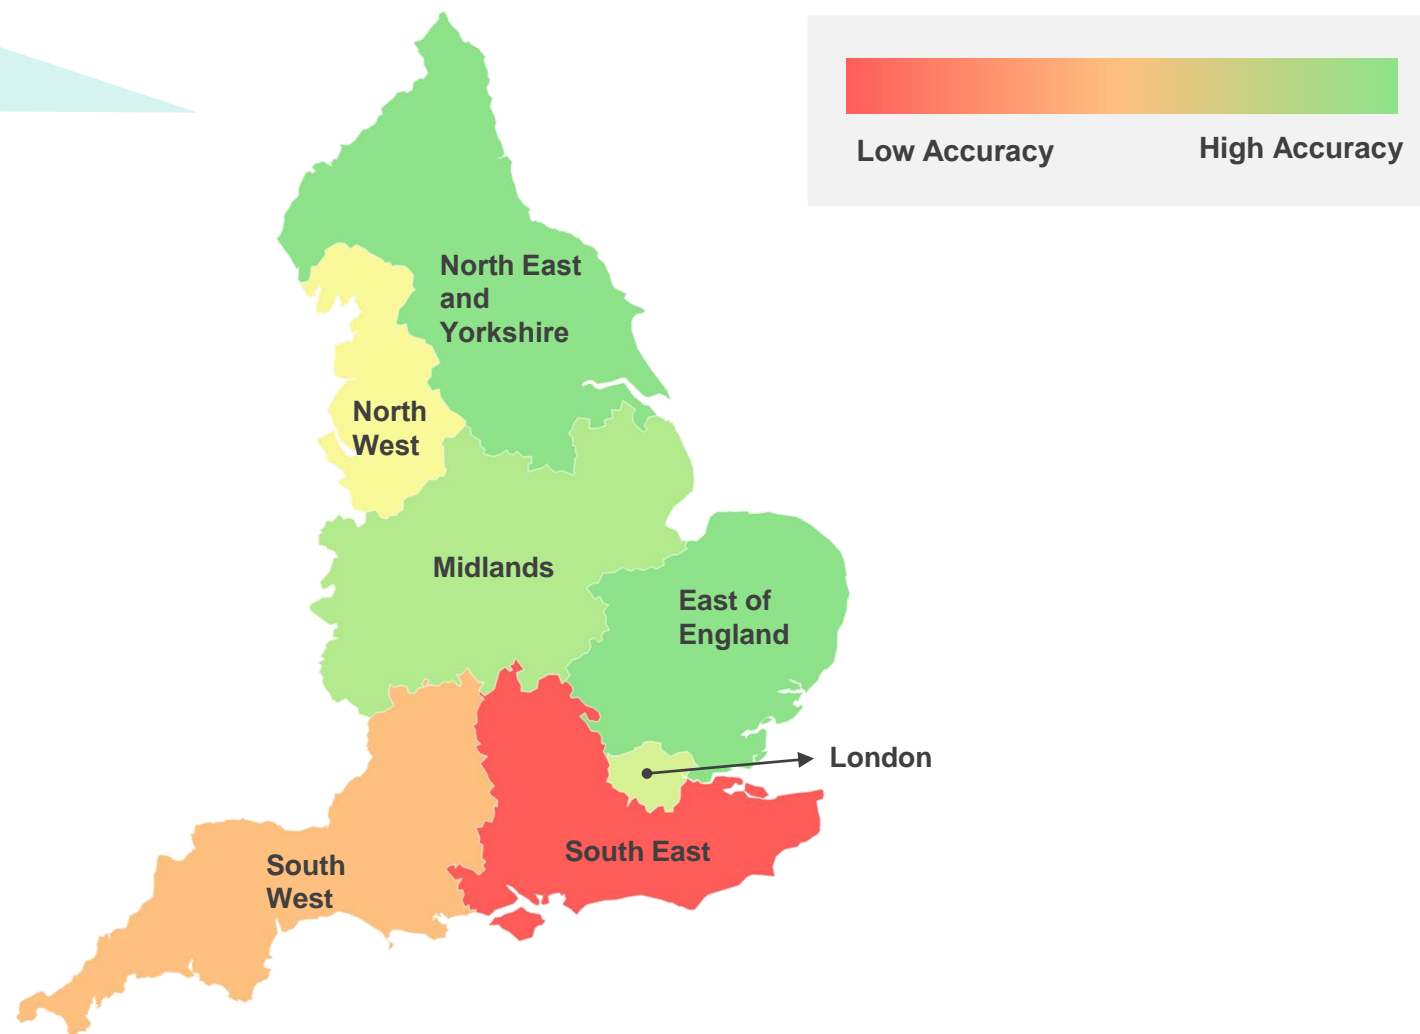 Low Accuracy
High Accuracy
North East
and
Yorkshire
North
West
Midlands
East of
England
London
South East
South
West